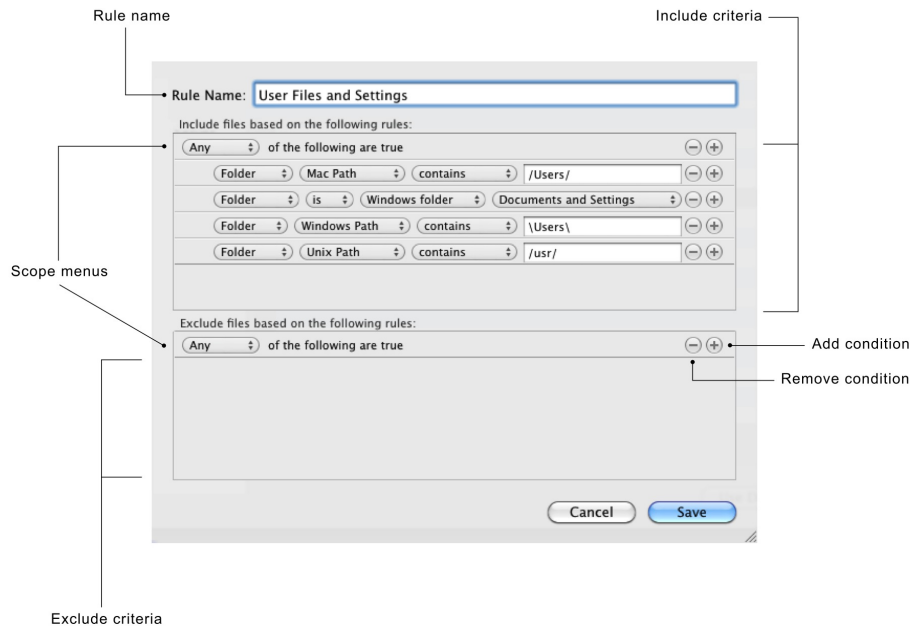 Rule name
Include criteria
Rule Name: User Files and Settings
Include files based on the following rules:
Any of the following are true
Folder Mac Path contains /Users/
Folder is Windows folder Documents and Settings
Folder Windows Path contains \Users\
Folder Unix Path contains /usr/
Scope menus
Exclude files based on the following rules:
Any of the following are true
Add condition
Remove condition
Cancel Save
Exclude criteria